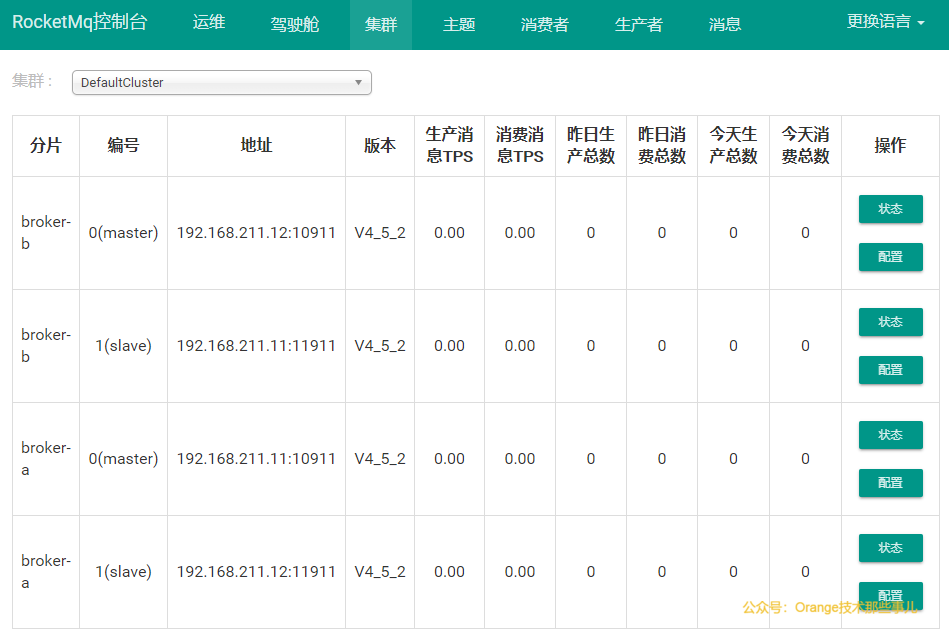 RocketMq控制台 运维 驾驶舱 集群 主题 消费者 生产者 消息 更换语言
集群： DefaultCluster
分片 编号 地址 版本 生产消息TPS 消费消息TPS 昨日生产总数 昨日消费总数 今天生产总数 今天消费总数 操作
broker-b 0(master) 192.168.211.12:10911 V4_5_2 0.00 0.00 0 0 0 0 状态
配置
broker-b 1(slave) 192.168.211.11:11911 V4_5_2 0.00 0.00 0 0 0 0 状态
配置
broker-a 0(master) 192.168.211.11:10911 V4_5_2 0.00 0.00 0 0 0 0 状态
配置
broker-a 1(slave) 192.168.211.12:11911 V4_5_2 0.00 0.00 0 0 0 0 状态
配置
公众号：Orange技术那些事儿